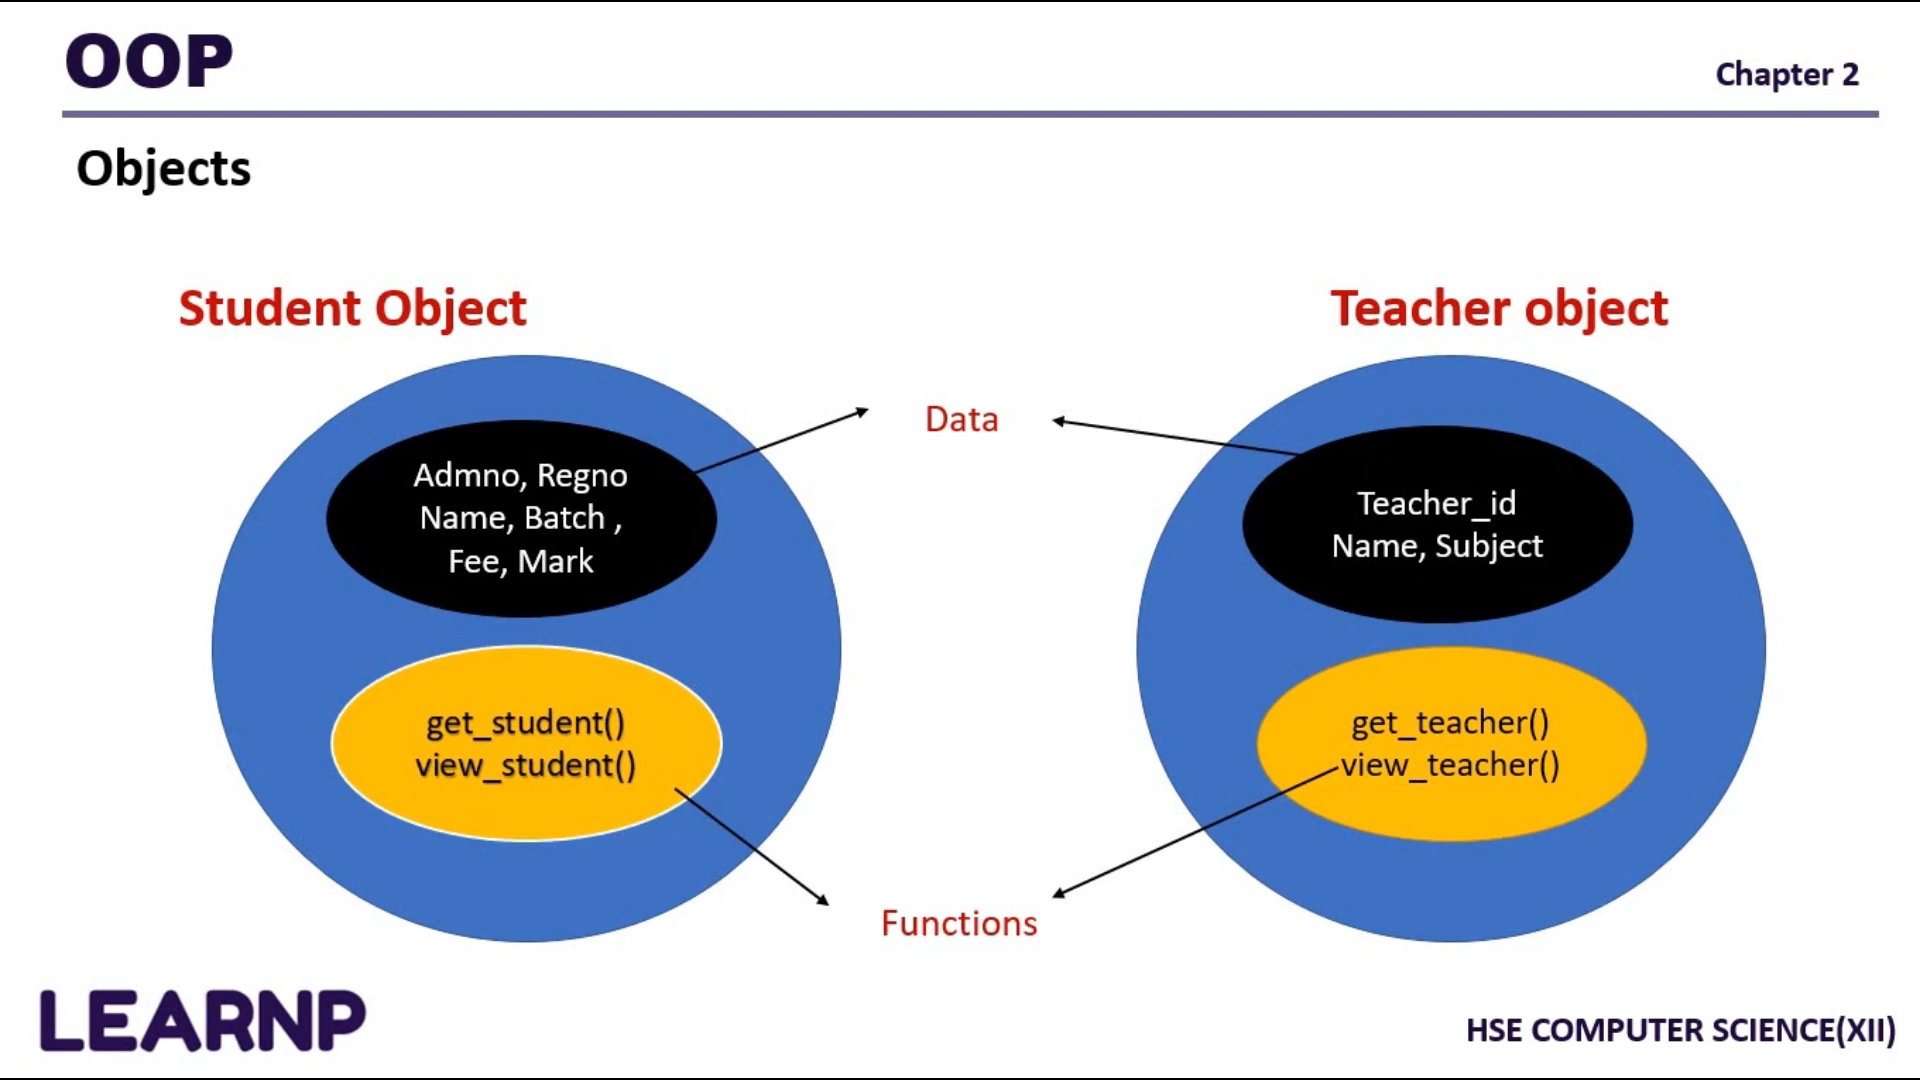 OOP
Chapter 2
Objects
Student Object
Teacher object
Data
Admno, Regno
Name, Batch ,
Fee, Mark
Teacher_id
Name, Subject
get_student()
view_student()
get_teacher()
view_teacher()
Functions
LEARNP
HSE COMPUTER SCIENCE(XII)